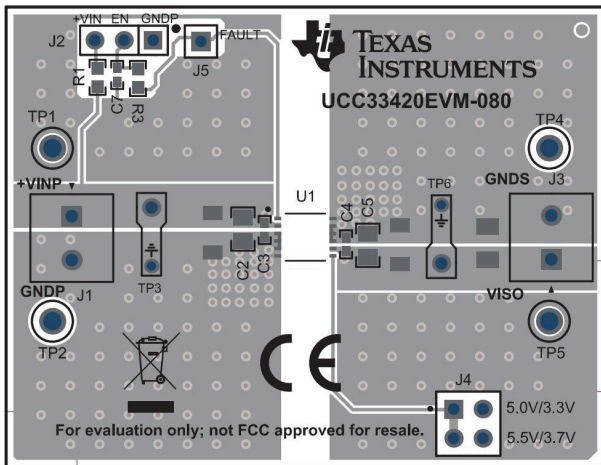 +VIN EN GNDP
J2
FAULT
J5
R1
C7
R3
TEXAS
INSTRUMENTS
UCC33420EVM-080
TP1
TP4
+VINP
GNDS
J3
TP6
U1
C4
C5
C2
C3
TP3
J1
GNDP
TP2
VISO
TP5
CE
J4
5.0V/3.3V
5.5V/3.7V
For evaluation only; not FCC approved for resale.